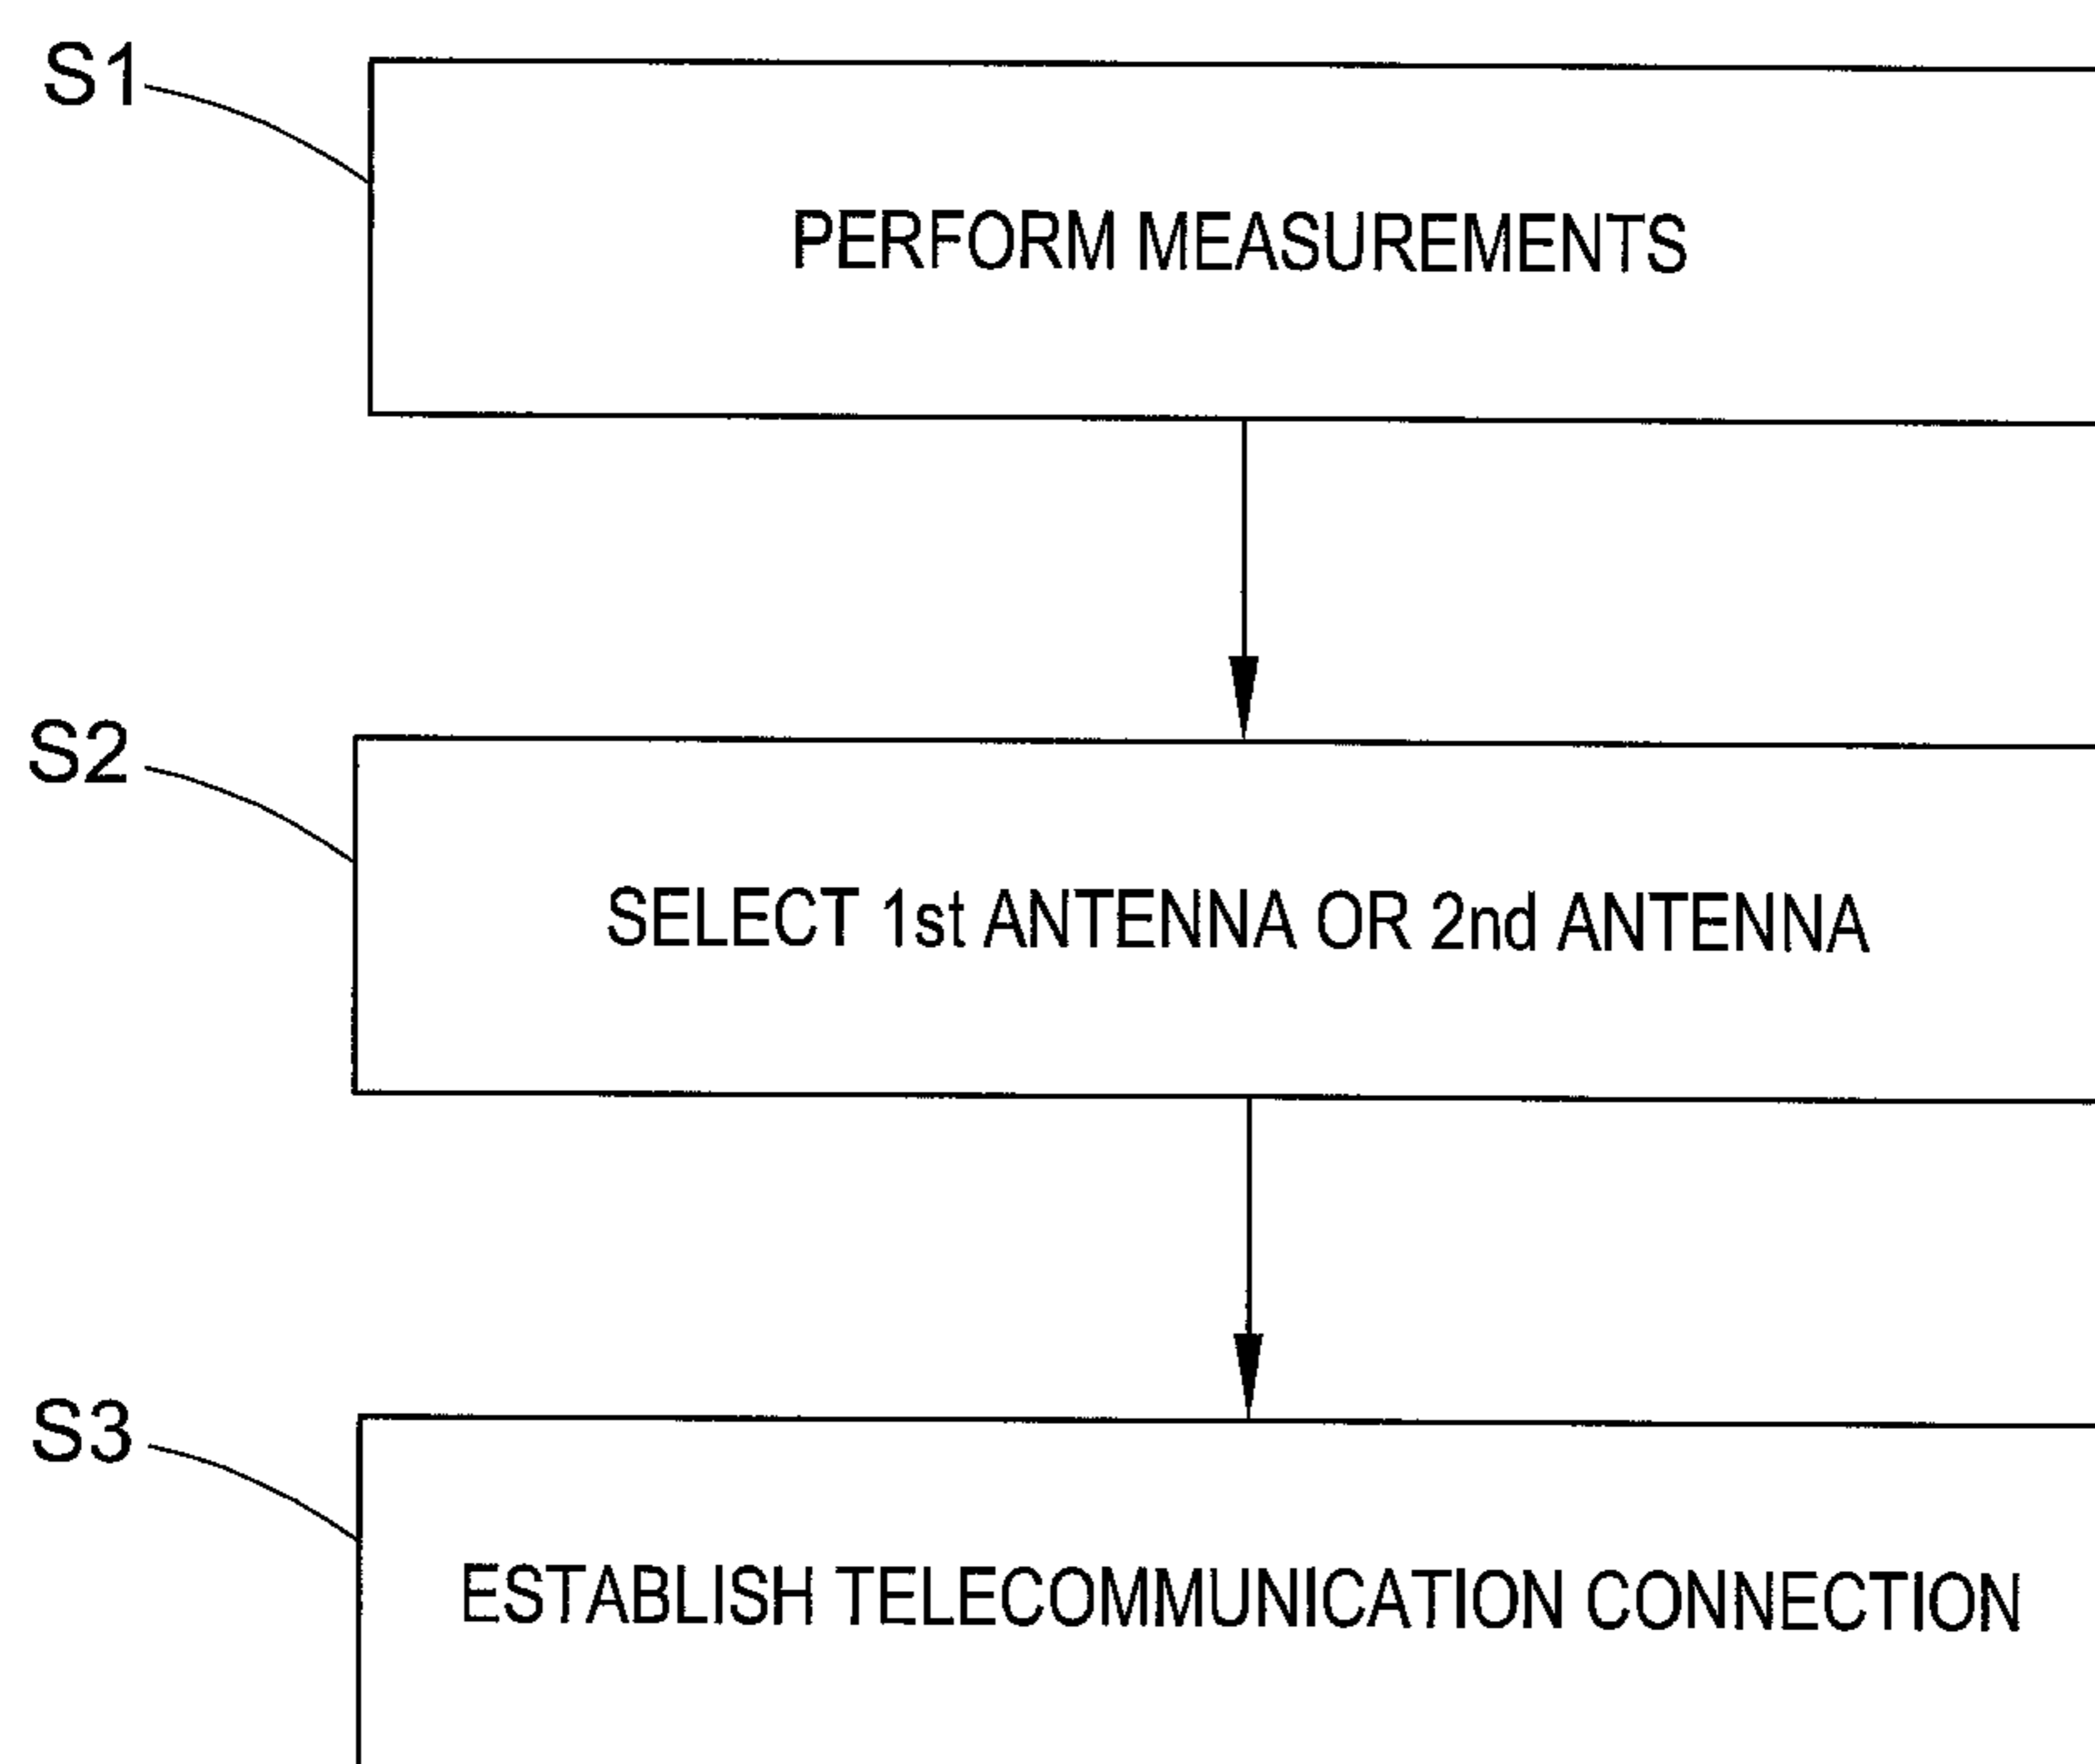 S1
PERFORM MEASUREMENTS
S2
SELECT 1st ANTENNA OR 2nd ANTENNA
S3
ESTABLISH TELECOMMUNICATION CONNECTION